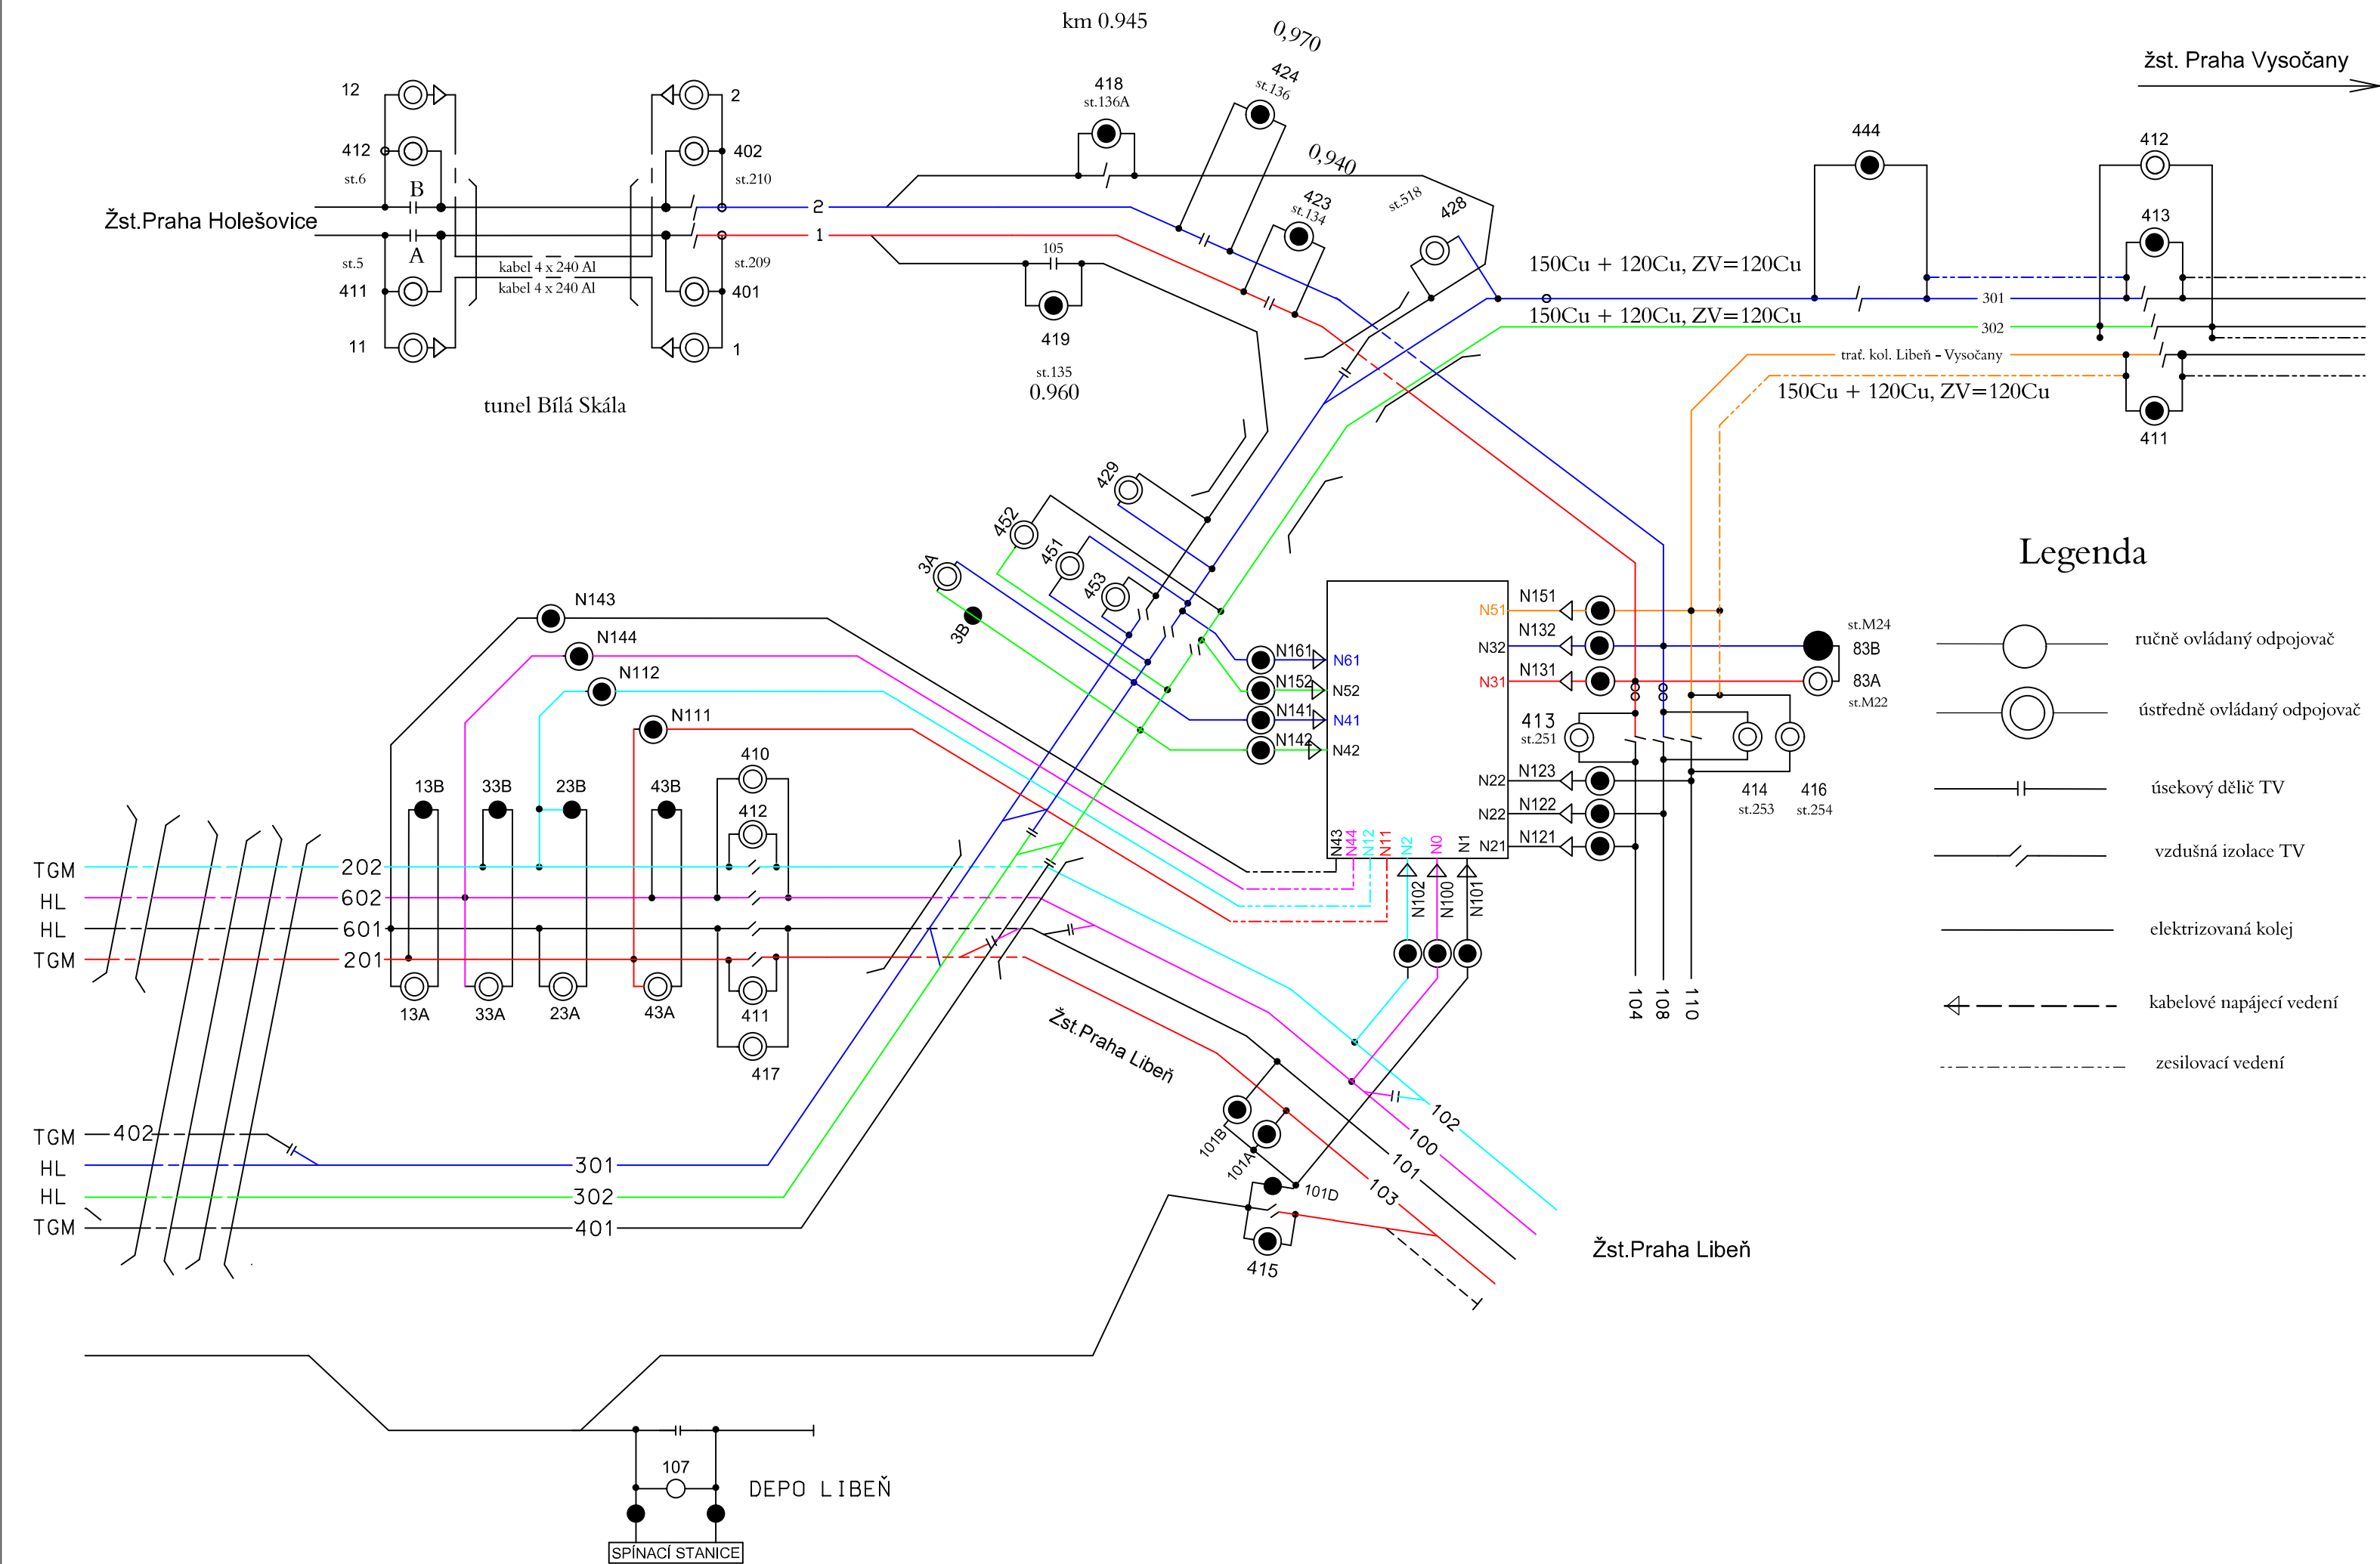 km 0.945
0,970
424
st.136
418
st.136A
0,940
423
st.134
st.518
428
žst. Praha Vysočany
12
412
st.6
B
2
402
st.210
Žst.Praha Holešovice
A
2
1
st.5
411
11
kabel 4 x 240 Al
kabel 4 x 240 Al
st.209
401
1
tunel Bílá Skála
105
419
st.135
0.960
444
412
413
150Cu + 120Cu, ZV=120Cu
301
150Cu + 120Cu, ZV=120Cu
302
trať. kol. Libeň - Vysočany
150Cu + 120Cu, ZV=120Cu
411
429
452
451
453
3A
3B
N143
N144
N112
N111
N161
N61
N152
N52
N141
N41
N142
N42
N51
N151
N32
N132
N31
N131
st.M24
83B
83A
st.M22
413
st.251
N22
N123
N22
N122
N21
N121
414
st.253
416
st.254
N43
N44
N12
N11
N2
N0
N1
N102
N100
N101
104
108
110
Legenda
ručně ovládaný odpojovač
ústředně ovládaný odpojovač
úsekový dělič TV
vzdušná izolace TV
elektrizovaná kolej
kabelové napájecí vedení
zesilovací vedení
13B
33B
23B
43B
410
412
TGM
202
HL
602
HL
601
TGM
201
13A
33A
23A
43A
411
417
Žst.Praha Libeň
101B
101A
101D
415
102
100
101
103
Žst.Praha Libeň
TGM
402
HL
301
HL
302
TGM
401
107
DEPO LIBEŇ
SPÍNACÍ STANICE